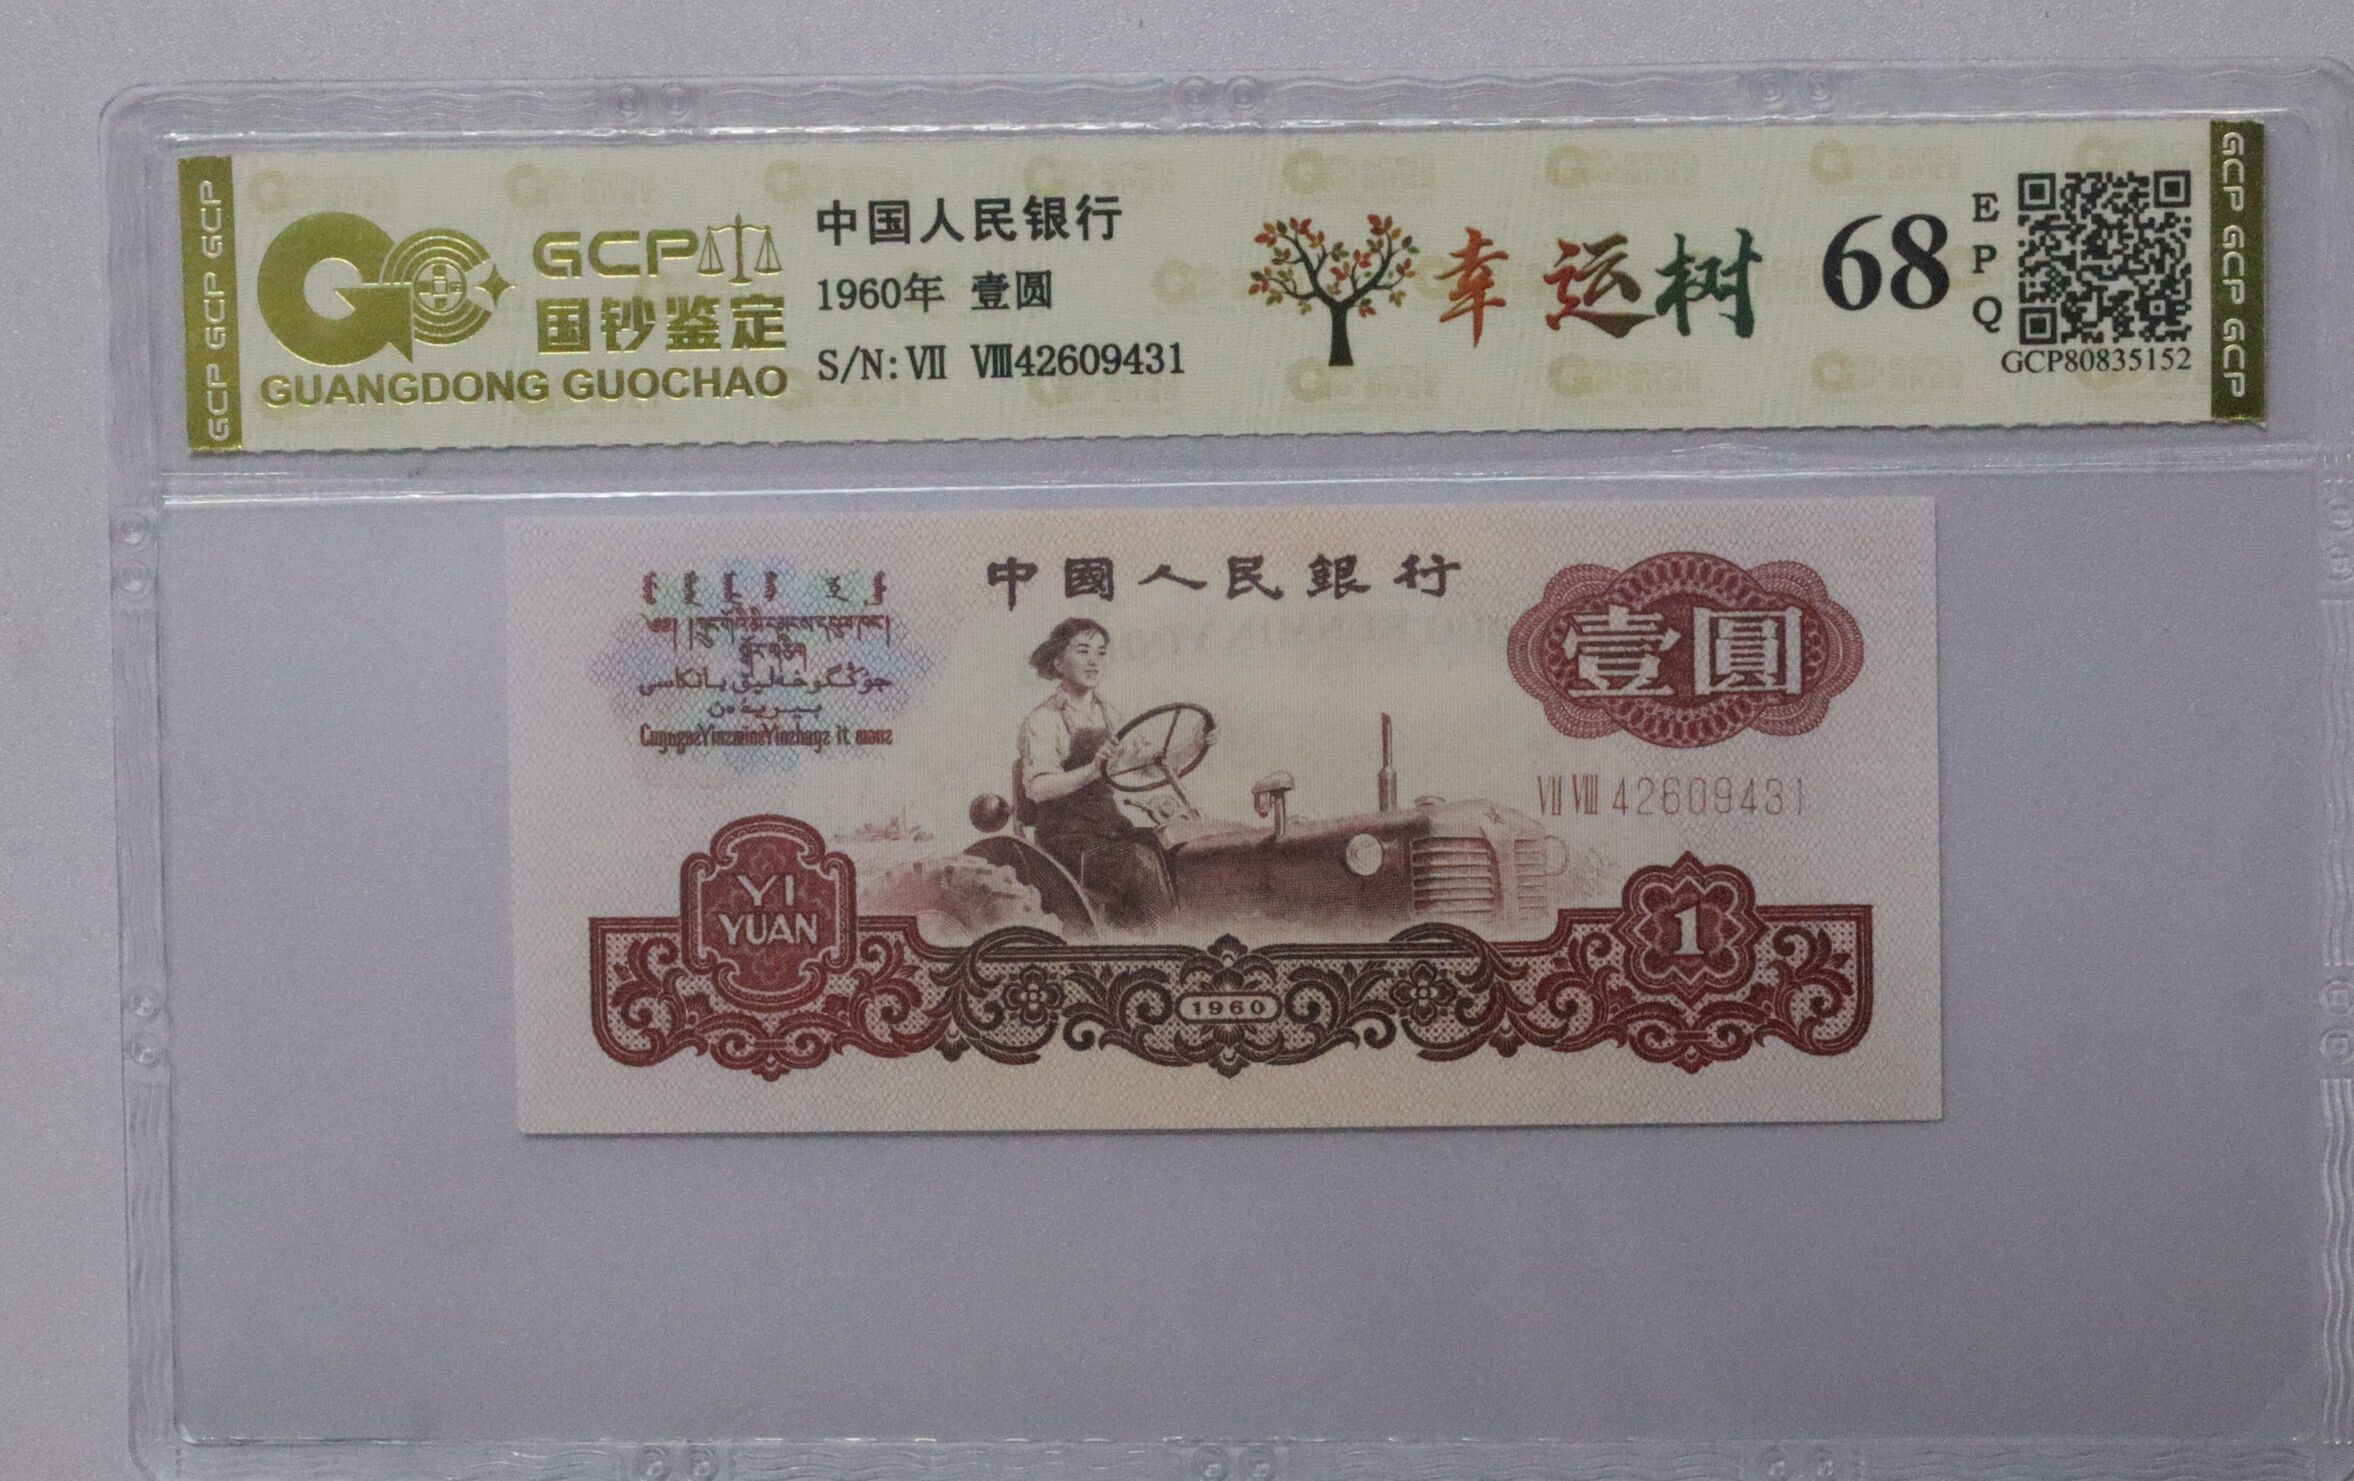 GCP GCP GCP
GCP
国钞鉴定
GUANGDONG GUOCHAO
中国人民银行
1960年 壹圆
S/N: Ⅶ Ⅷ42609431
幸运树
68
E
P
Q
GCP80835152
GCP GCP GCP
中國人民銀行
壹圓
Ⅶ Ⅷ 42609431
YI
YUAN
1960
1